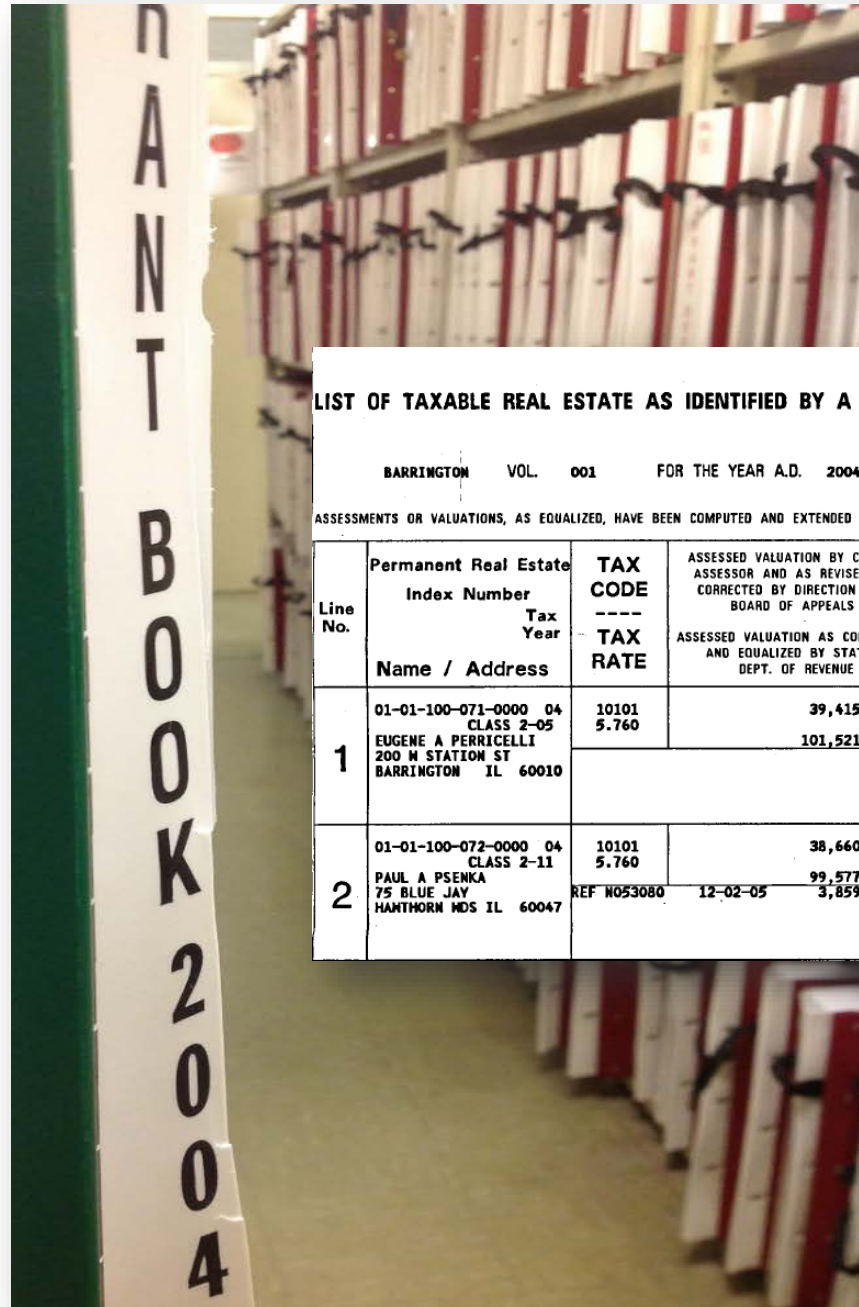 RANT BOOK 2004
LIST OF TAXABLE REAL ESTATE AS IDENTIFIED BY A
BARRINGTON VOL. 001 FOR THE YEAR A.D. 2004
ASSESSMENTS OR VALUATIONS, AS EQUALIZED, HAVE BEEN COMPUTED AND EXTENDED
Line
No.
Permanent Real Estate
Index Number
Tax
Year
Name / Address
TAX
CODE
----
TAX
RATE
ASSESSED VALUATION BY C
ASSESSOR AND AS REVISE
CORRECTED BY DIRECTION
BOARD OF APPEALS
ASSESSED VALUATION AS CO
AND EQUALIZED BY STAT
DEPT. OF REVENUE
1
01-01-100-071-0000 04
CLASS 2-05
EUGENE A PERRICELLI
200 W STATION ST
BARRINGTON IL 60010
10101
5.760
39,415
101,521
2
01-01-100-072-0000 04
CLASS 2-11
PAUL A PSENKA
75 BLUE JAY
HAWTHORN WDS IL 60047
10101
5.760
38,660
99,577
REF NO53080 12-02-05 3,859